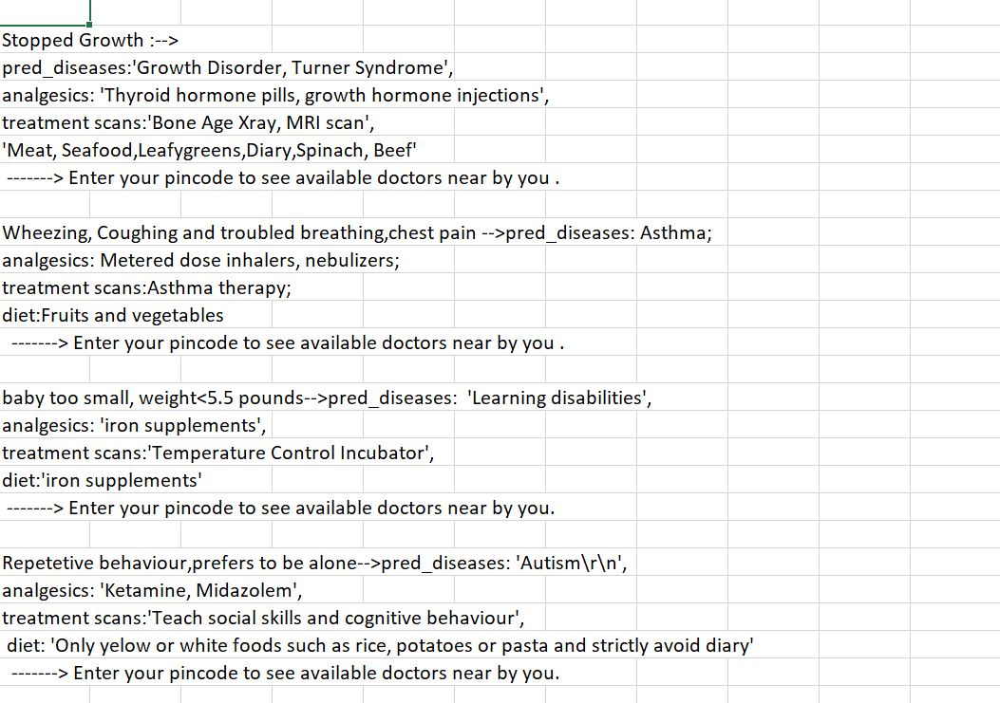 Stopped Growth :-->
pred_diseases:'Growth Disorder, Turner Syndrome',
analgesics: 'Thyroid hormone pills, growth hormone injections',
treatment scans:'Bone Age Xray, MRI scan',
'Meat, Seafood,Leafygreens,Diary,Spinach, Beef'
-------> Enter your pincode to see available doctors near by you .
Wheezing, Coughing and troubled breathing,chest pain -->pred_diseases: Asthma;
analgesics: Metered dose inhalers, nebulizers;
treatment scans:Asthma therapy;
diet:Fruits and vegetables
-------> Enter your pincode to see available doctors near by you .
baby too small, weight<5.5 pounds-->pred_diseases:  'Learning disabilities',
analgesics: 'iron supplements',
treatment scans:'Temperature Control Incubator',
diet:'iron supplements'
-------> Enter your pincode to see available doctors near by you.
Repetetive behaviour,prefers to be alone-->pred_diseases: 'Autism\r\n',
analgesics: 'Ketamine, Midazolem',
treatment scans:'Teach social skills and cognitive behaviour',
diet: 'Only yelow or white foods such as rice, potatoes or pasta and strictly avoid diary'
-------> Enter your pincode to see available doctors near by you.